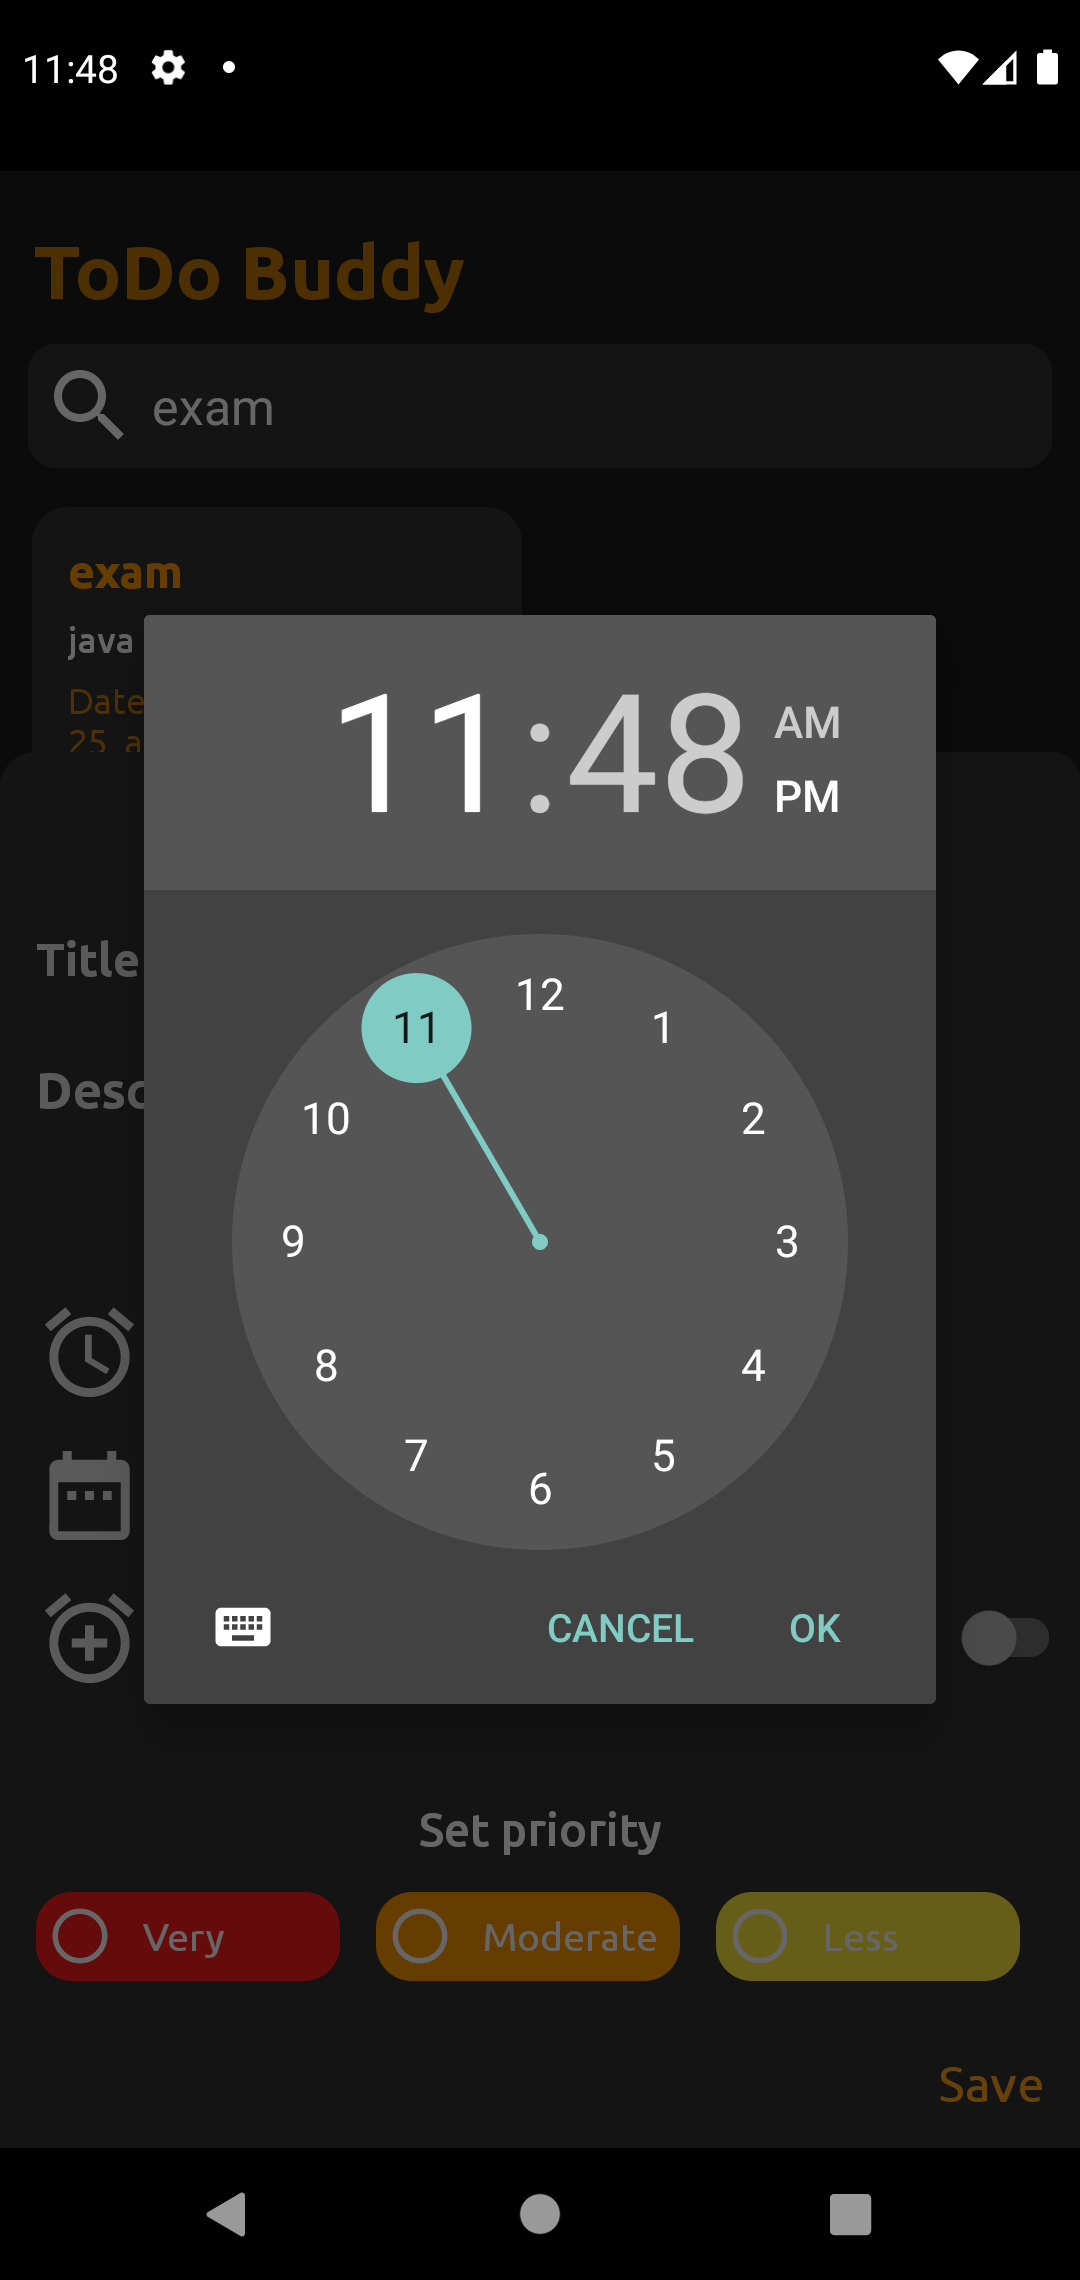 11:48
ToDo Buddy
exam
exam
java
Date
25 a
11:48
AM
PM
Title
Desc
12
11
1
10
2
9
3
8
4
7
5
6
CANCEL
OK
Set priority
Very
Moderate
Less
Save